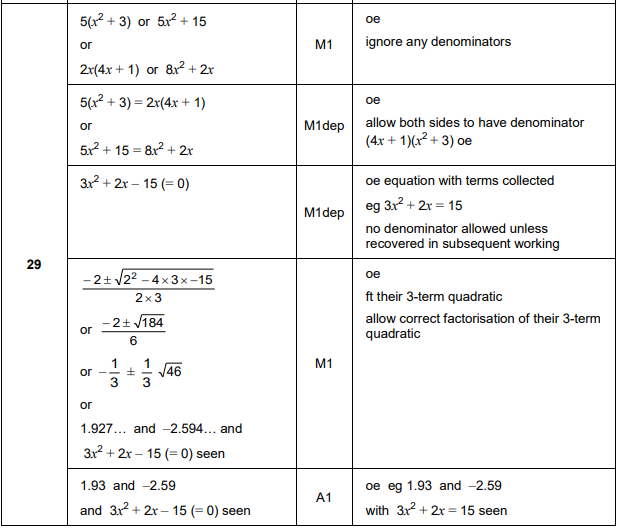 5(x² + 3) or 5x² + 15
or
2x(4x + 1) or 8x² + 2x
M1
oe
ignore any denominators
5(x² + 3) = 2x(4x + 1)
or
5x² + 15 = 8x² + 2x
M1dep
oe
allow both sides to have denominator
(4x + 1)(x² + 3) oe
3x² + 2x – 15 (= 0)
M1dep
oe equation with terms collected
eg 3x² + 2x = 15
no denominator allowed unless
recovered in subsequent working
29
(–2 ± √(2² – 4 × 3 × –15)) / (2 × 3)
or (–2 ± √184) / 6
or –1/3 ± 1/3 √46
or
1.927… and –2.594… and
3x² + 2x – 15 (= 0) seen
M1
oe
ft their 3-term quadratic
allow correct factorisation of their 3-term
quadratic
1.93 and –2.59
and 3x² + 2x – 15 (= 0) seen
A1
oe eg 1.93 and –2.59
with 3x² + 2x = 15 seen